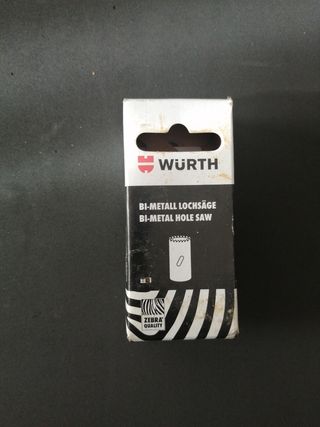 WÜRTH
BI-METALL LOCHSÄGE
BI-METAL HOLE SAW
ZEBRA®
QUALITY